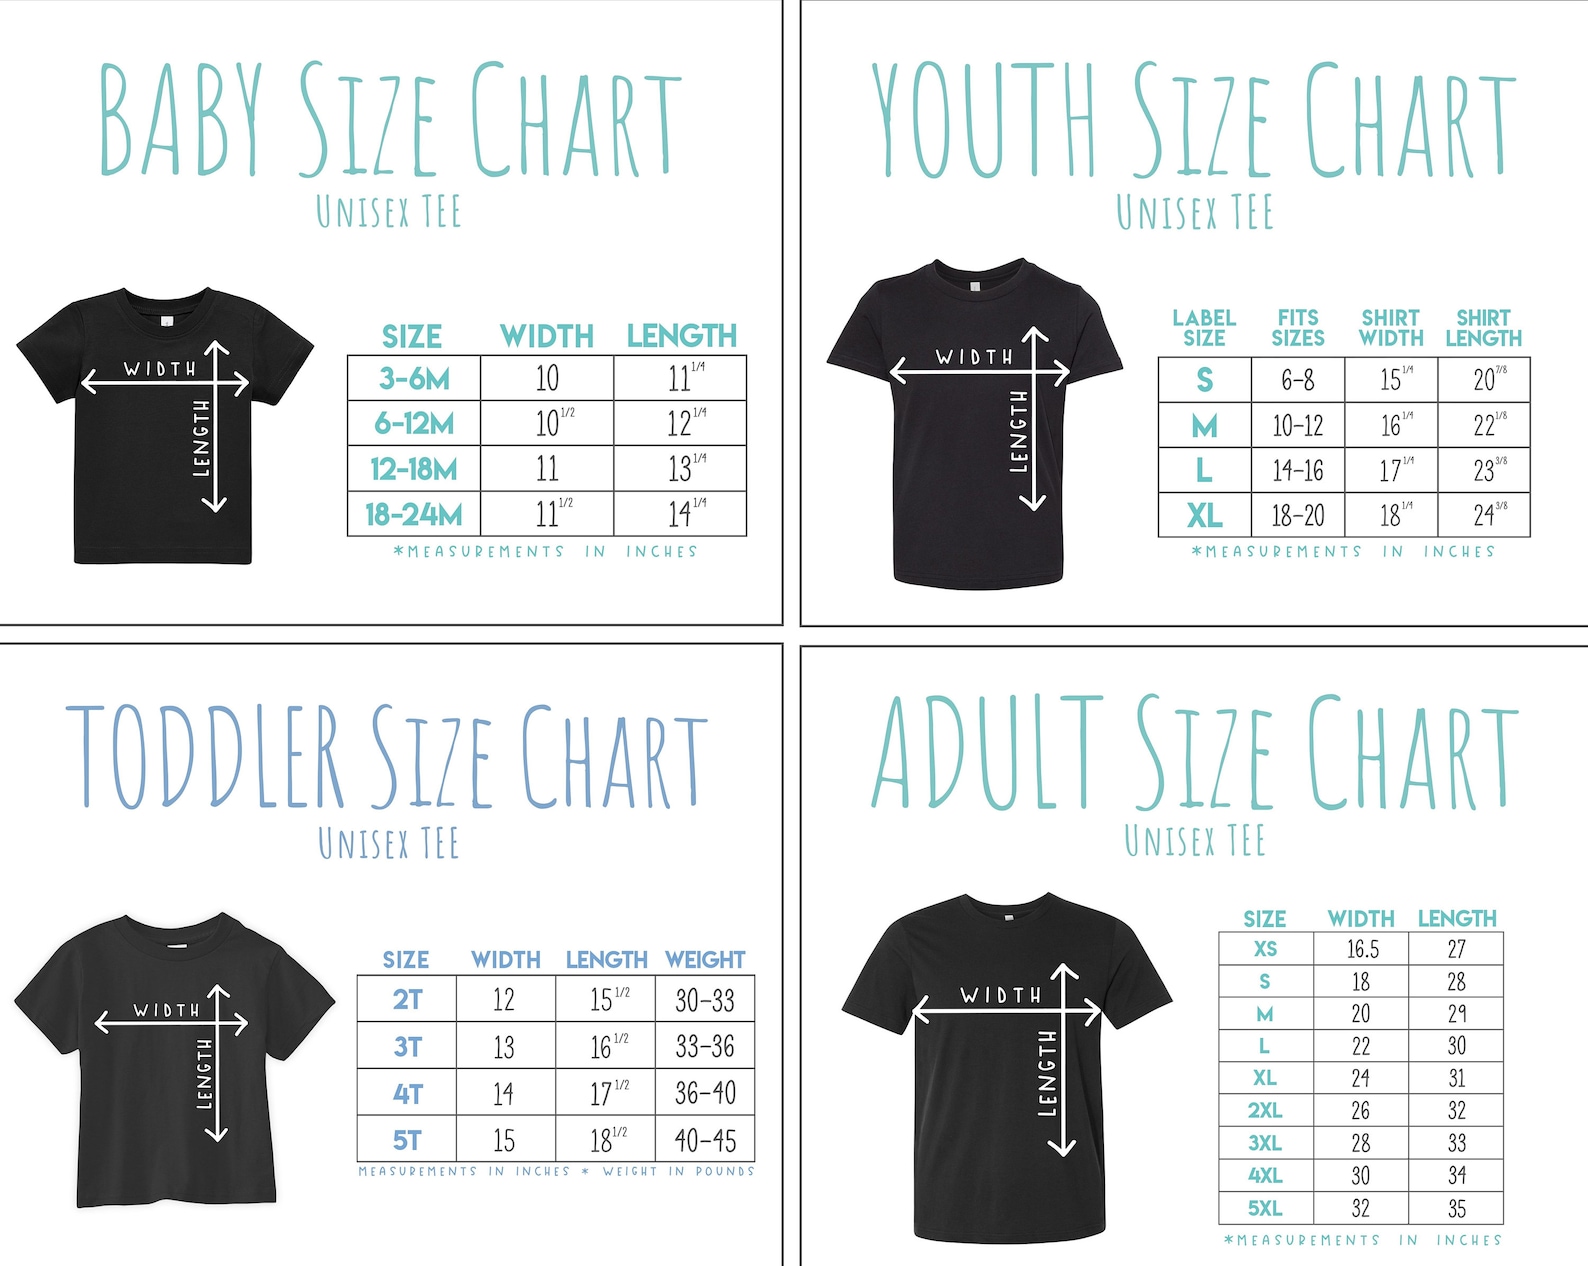 BABY SIZE CHART
UNISEX TEE
WIDTH
LENGTH
SIZE WIDTH LENGTH
3-6M 10 11 1/4
6-12M 10 1/2 12 1/4
12-18M 11 13 1/4
18-24M 11 1/2 14 1/4
*MEASUREMENTS IN INCHES
YOUTH SIZE CHART
UNISEX TEE
WIDTH
LENGTH
LABEL SIZE FITS SIZES SHIRT WIDTH SHIRT LENGTH
S 6-8 15 1/4 20 7/8
M 10-12 16 1/4 22 1/8
L 14-16 17 1/4 23 3/8
XL 18-20 18 1/4 24 3/8
*MEASUREMENTS IN INCHES
TODDLER SIZE CHART
UNISEX TEE
WIDTH
LENGTH
SIZE WIDTH LENGTH WEIGHT
2T 12 15 1/2 30-33
3T 13 16 1/2 33-36
4T 14 17 1/2 36-40
5T 15 18 1/2 40-45
MEASUREMENTS IN INCHES * WEIGHT IN POUNDS
ADULT SIZE CHART
UNISEX TEE
WIDTH
LENGTH
SIZE WIDTH LENGTH
XS 16.5 27
S 18 28
M 20 29
L 22 30
XL 24 31
2XL 26 32
3XL 28 33
4XL 30 34
5XL 32 35
*MEASUREMENTS IN INCHES